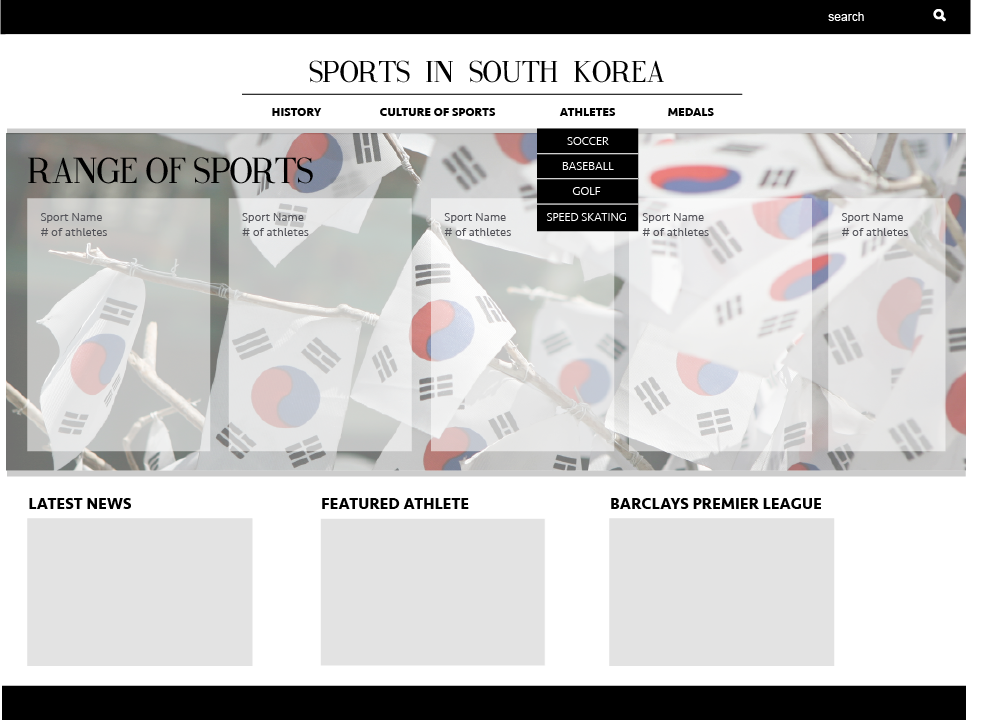 search
SPORTS IN SOUTH KOREA
HISTORY
CULTURE OF SPORTS
ATHLETES
MEDALS
SOCCER
BASEBALL
GOLF
SPEED SKATING
RANGE OF SPORTS
Sport Name
# of athletes
Sport Name
# of athletes
Sport Name
# of athletes
Sport Name
# of athletes
Sport Name
# of athletes
LATEST NEWS
FEATURED ATHLETE
BARCLAYS PREMIER LEAGUE